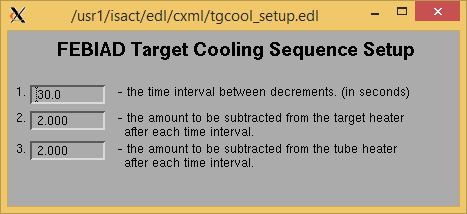 /usr1/isact/edl/cxml/tgcool_setup.edl
FEBIAD Target Cooling Sequence Setup
1. 30.0 - the time interval between decrements. (in seconds)
2. 2.000 - the amount to be subtracted from the target heater
after each time interval.
3. 2.000 - the amount to be subtracted from the tube heater
after each time interval.